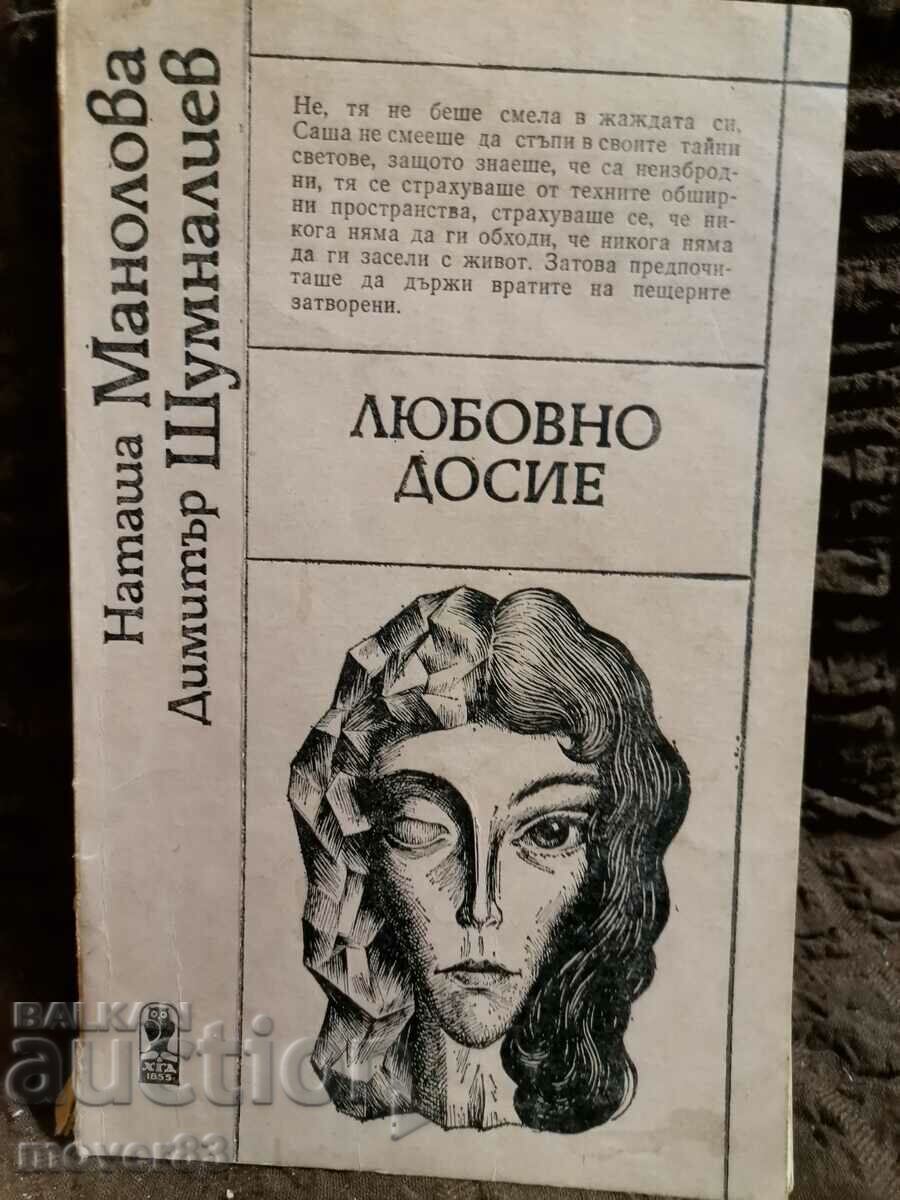 Наташа Манолова
Димитър Шумналиев
Не, тя не беше смела в жаждата си.
Саша не смееше да стъпи в своите тайни
светове, защото знаеше, че са неизброд-
ни, тя се страхуваше от техните обшир-
ни пространства, страхуваше се, че ни-
кога няма да ги обходи, че никога няма
да ги засели с живот. Затова предпочи-
таше да държи вратите на пещерите
затворени.
ЛЮБОВНО
ДОСИЕ
ХГД
1855
BALKAN
auction
mover83